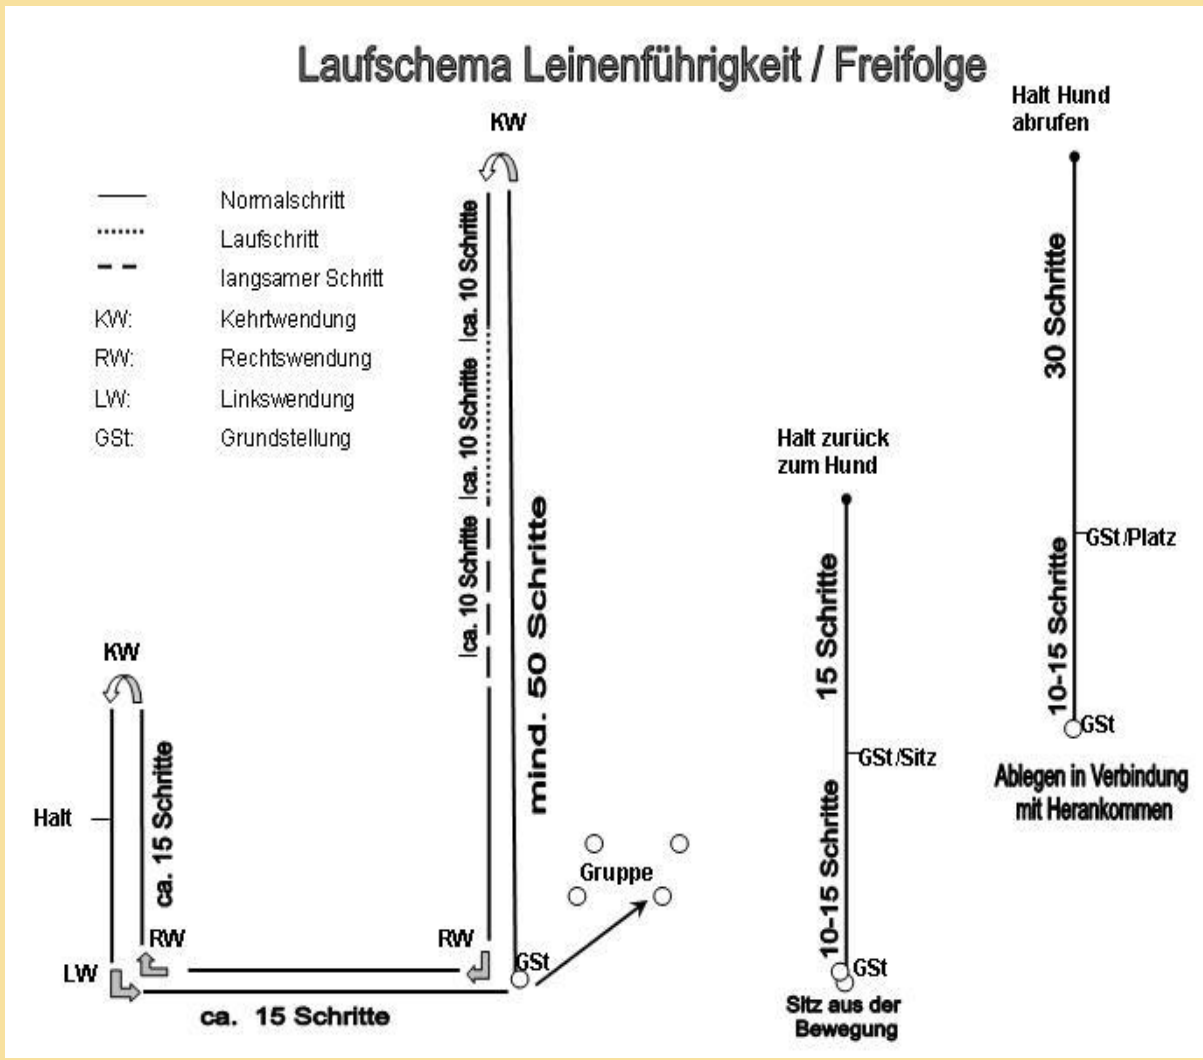 Laufschema Leinenführigkeit / Freifolge
KW
Normalschritt
Laufschritt
langsamer Schritt
KW: Kehrtwendung
RW: Rechtswendung
LW: Linkswendung
GSt: Grundstellung
ca. 10 Schritte
ca. 10 Schritte
ca. 10 Schritte
mind. 50 Schritte
KW
Halt
ca. 15 Schritte
RW
LW
ca. 15 Schritte
RW
GSt
Gruppe
Halt zurück
zum Hund
15 Schritte
GSt/Sitz
10-15 Schritte
GSt
Sitz aus der
Bewegung
Halt Hund
abrufen
30 Schritte
GSt/Platz
10-15 Schritte
GSt
Ablegen in Verbindung
mit Herankommen